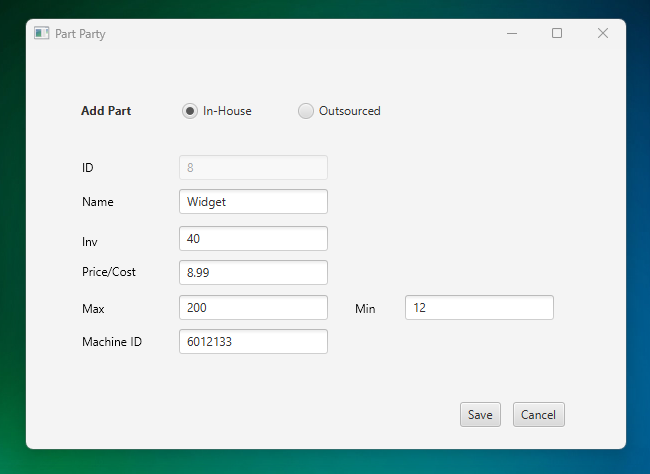 Part Party
Add Part In-House Outsourced
ID 8
Name Widget
Inv 40
Price/Cost 8.99
Max 200 Min 12
Machine ID 6012133
Save Cancel